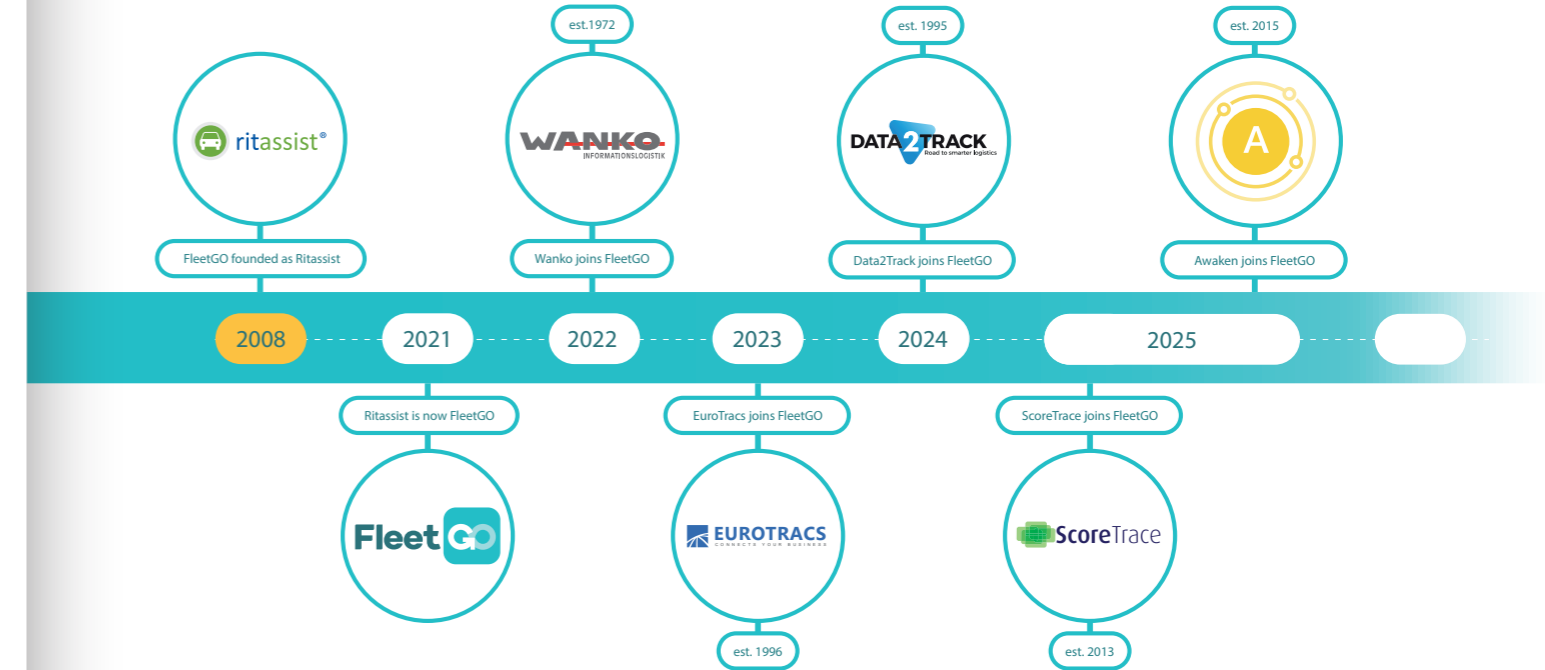 est.1972
est. 1995
est. 2015
ritassist®
WANKO
INFORMATIONSLOGISTIK
DATA2TRACK
Road to smarter logistics
A
FleetGO founded as Ritassist
Wanko joins FleetGO
Data2Track joins FleetGO
Awaken joins FleetGO
2008
2021
2022
2023
2024
2025
Ritassist is now FleetGO
EuroTracs joins FleetGO
ScoreTrace joins FleetGO
Fleet GO
EUROTRACS
CONNECTS YOUR BUSINESS
ScoreTrace
est. 1996
est. 2013